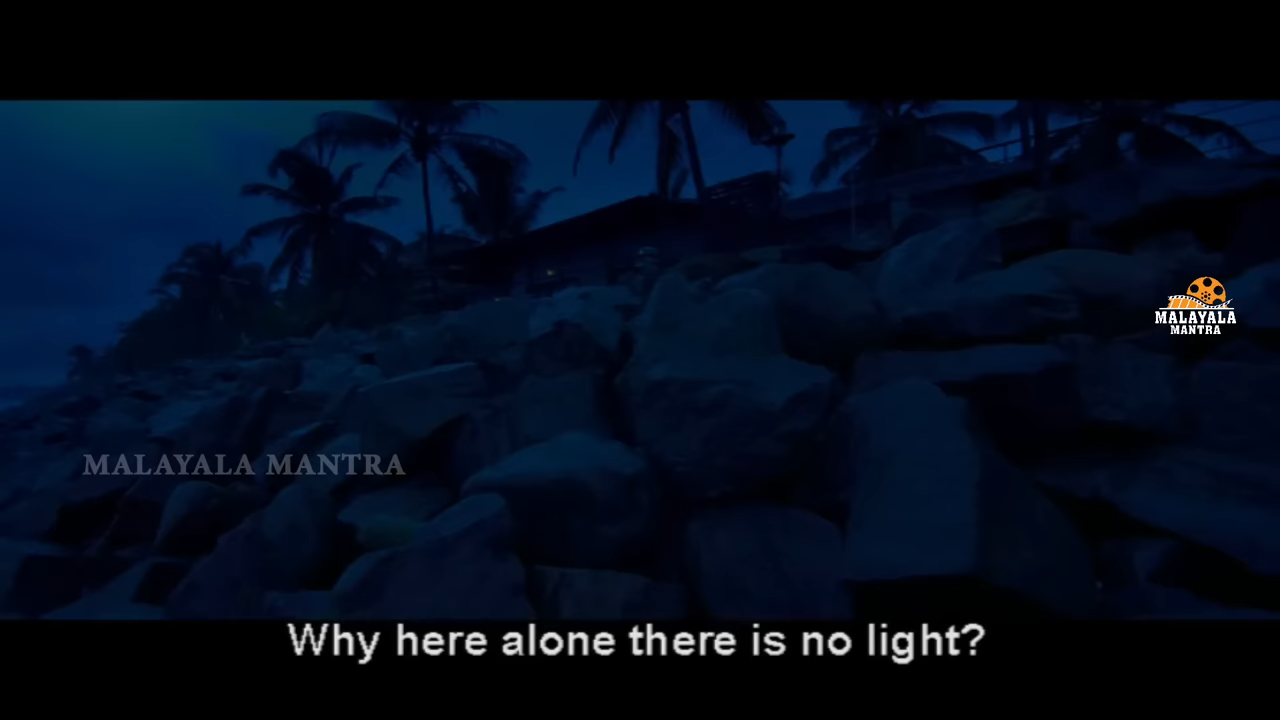 MALAYALA
MANTRA
MALAYALA MANTRA
Why here alone there is no light?